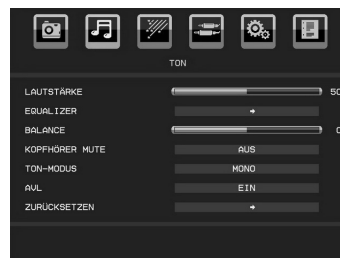 TON
LAUTSTÄRKE 50
EQUALIZER
BALANCE 0
KOPFHÖRER MUTE AUS
TON-MODUS MONO
AVL EIN
ZURÜCKSETZEN